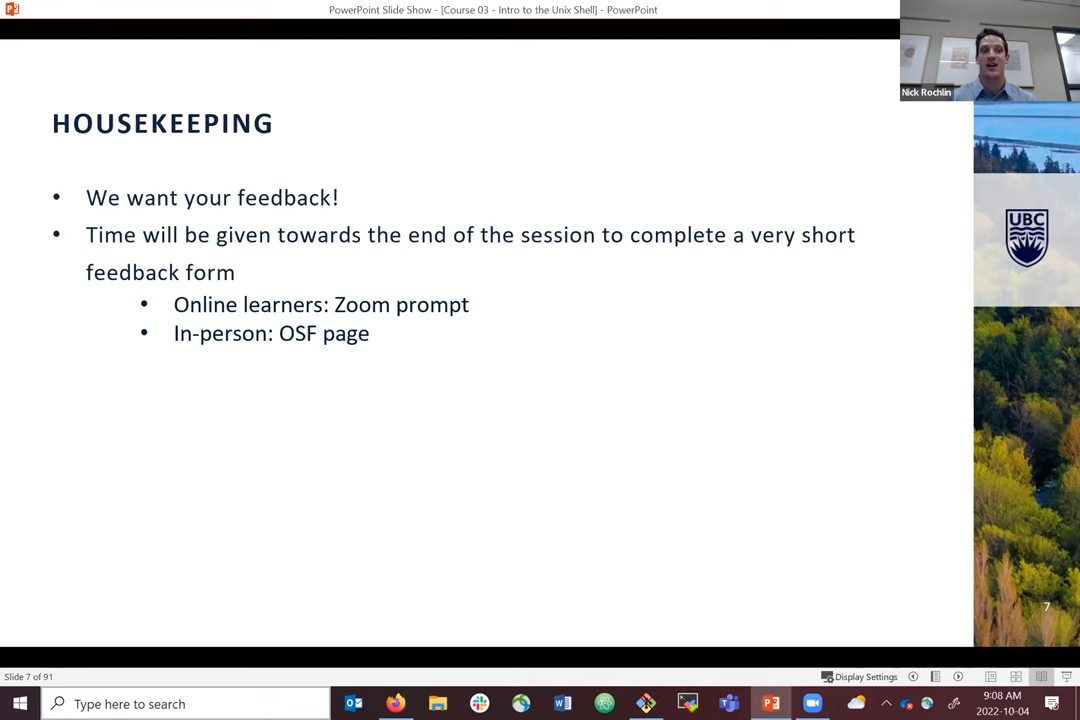 PowerPoint Slide Show - [Course 03 - Intro to the Unix Shell] - PowerPoint
Nick Rochlin
HOUSEKEEPING
• We want your feedback!
• Time will be given towards the end of the session to complete a very short
feedback form
• Online learners: Zoom prompt
• In-person: OSF page
UBC
7
Slide 7 of 91
Display Settings
Type here to search
9:08 AM
2022-10-04